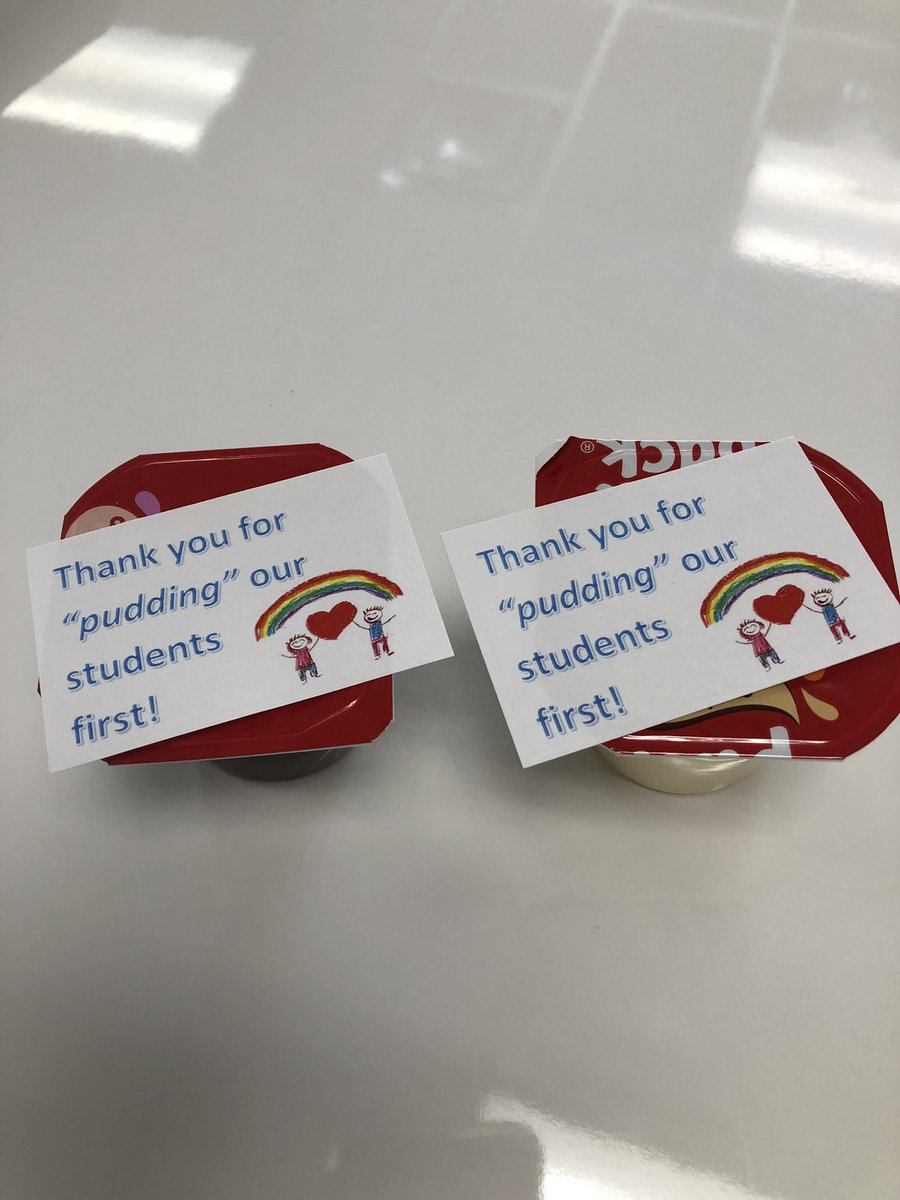 Thank you for
"pudding" our
students
first!
Thank you for
"pudding" our
students
first!